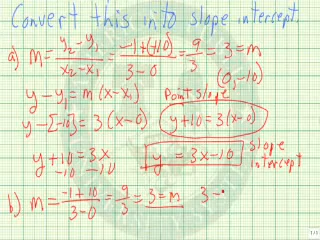 Convert this into slope intercept.
a) m = y₂-y₁/x₂-x₁ = -1+(+10)/3-0 = 9/3 = 3 = m
(0,-10)
y-y₁ = m(x-x₁) Point slope
y-[-10] = 3(x-0) y+10 = 3(x-0)
y+10 = 3x y = 3x-10 slope intercept
-10 -10
b) m = -1+10/3-0 = 9/3 = 3 = m 3-
1/1